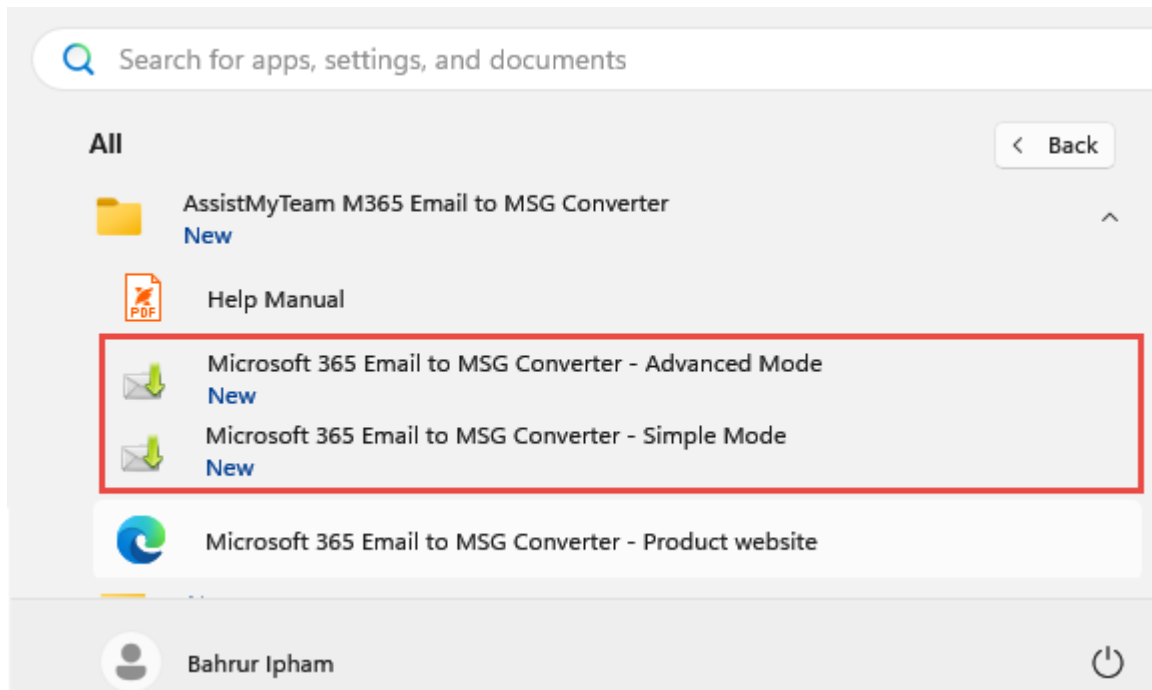 Search for apps, settings, and documents
All
Back
AssistMyTeam M365 Email to MSG Converter
New
PDF
Help Manual
Microsoft 365 Email to MSG Converter - Advanced Mode
New
Microsoft 365 Email to MSG Converter - Simple Mode
New
Microsoft 365 Email to MSG Converter - Product website
Bahrur Ipham